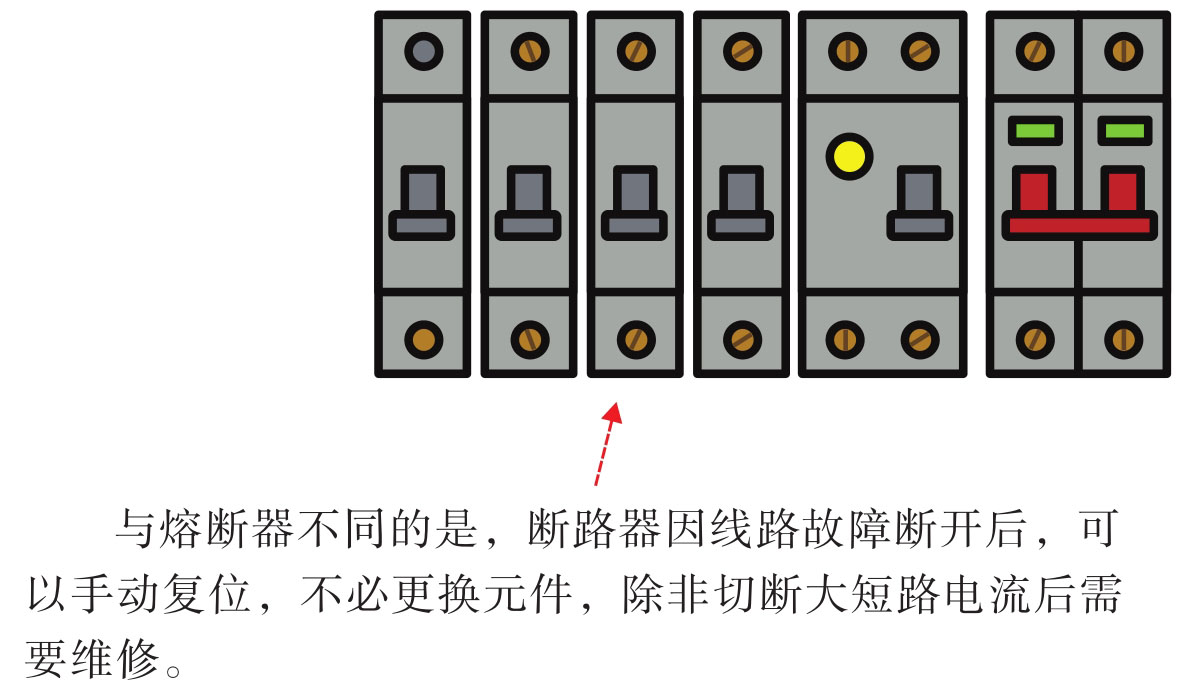 与熔断器不同的是，断路器因线路故障断开后，可
以手动复位，不必更换元件，除非切断大短路电流后需
要维修。